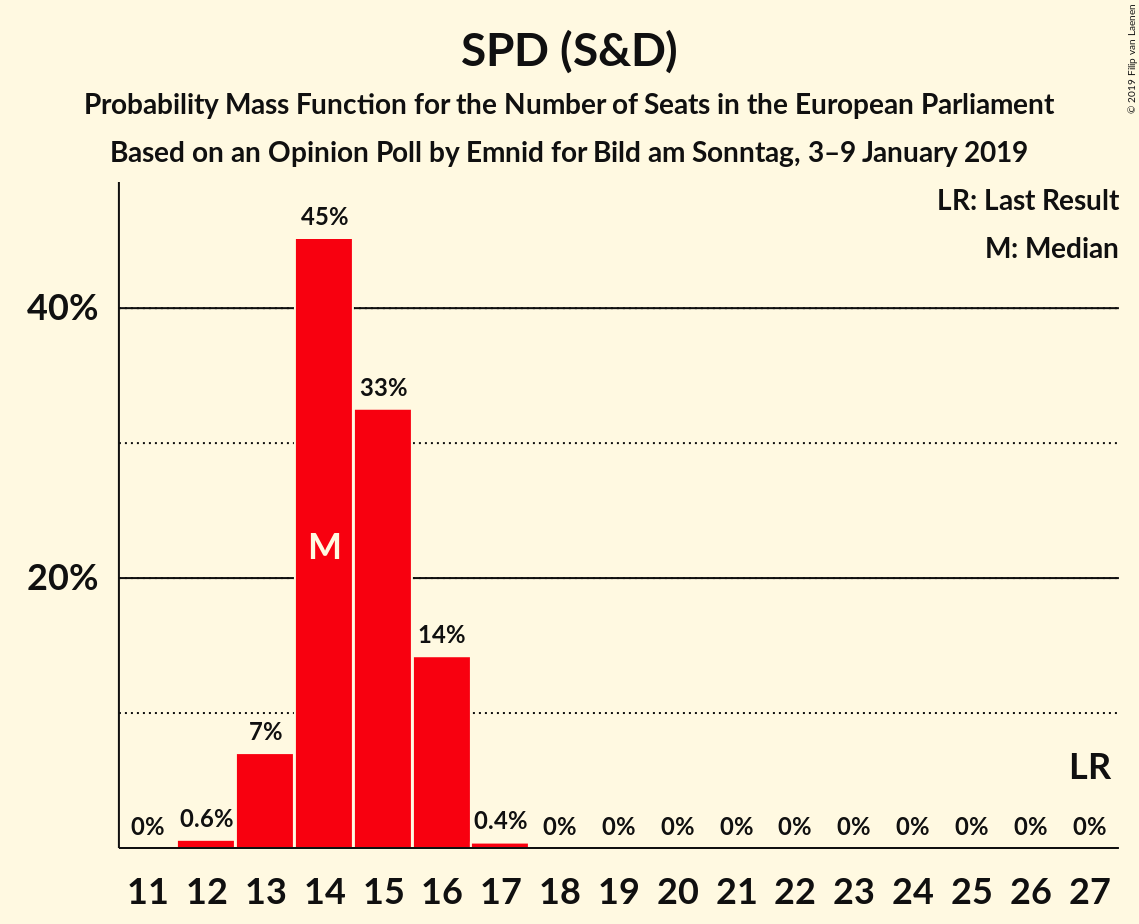 SPD (S&D)
Probability Mass Function for the Number of Seats in the European Parliament
Based on an Opinion Poll by Emnid for Bild am Sonntag, 3–9 January 2019
© 2019 Filip van Laenen
LR: Last Result
M: Median
45%
40%
33%
M
20%
14%
7%
LR
0% 0.6% 0.4% 0% 0% 0% 0% 0% 0% 0% 0% 0% 0%
11 12 13 14 15 16 17 18 19 20 21 22 23 24 25 26 27